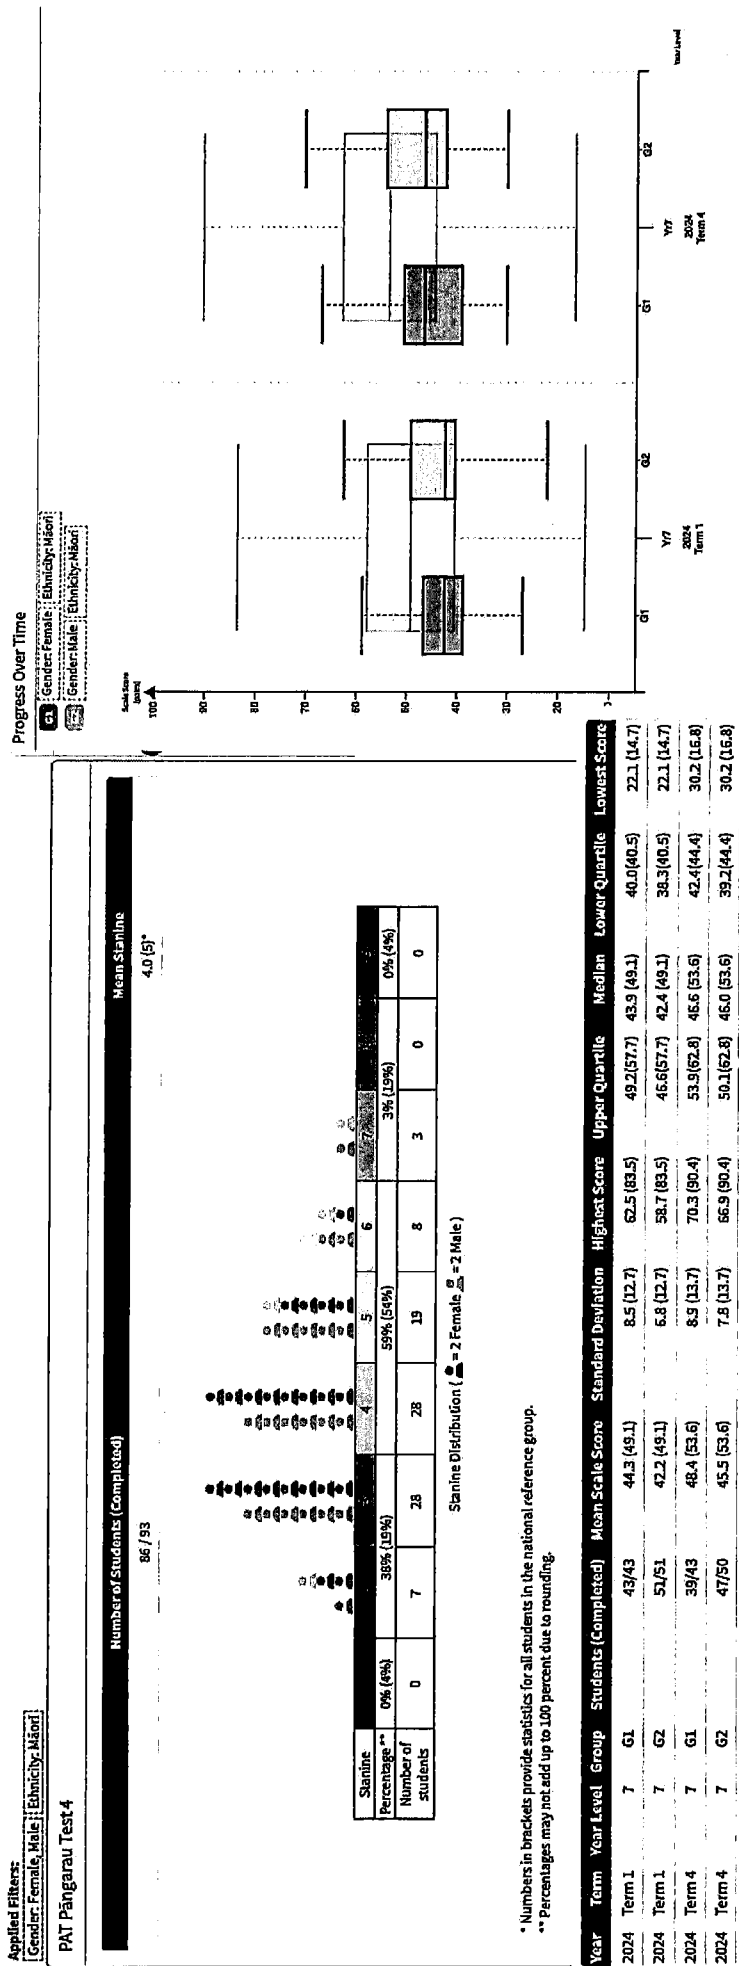 Applied Filters:
Gender: Female, Male Ethnicity: Māori
PAT Pāngarau Test 4
Number of Students (Completed) Mean Stanine
86 / 93 4.0 (5)*
Stanine 4 5 6 7
Percentage** 0% (4%) 38% (19%) 59% (54%) 3% (19%) 0% (4%)
Number of students 0 7 28 28 19 8 3 0 0
Stanine Distribution ( = 2 Female = 2 Male )
* Numbers in brackets provide statistics for all students in the national reference group.
** Percentages may not add up to 100 percent due to rounding.
Progress Over Time
G1 Gender: Female Ethnicity: Māori
Gender: Male Ethnicity: Māori
Scale Score
100
90
80
70
60
50
40
30
20
G1 G2 G1 G2
Yr7 Yr7
2024 2024
Term 1 Term 4
Year Level
Year Term Year Level Group Students (Completed) Mean Scale Score Standard Deviation Highest Score Upper Quartile Median Lower Quartile Lowest Score
2024 Term 1 7 G1 43/43 44.3 (49.1) 8.5 (12.7) 62.5 (83.5) 49.2(57.7) 43.9 (49.1) 40.0(40.5) 22.1 (14.7)
2024 Term 1 7 G2 51/51 42.2 (49.1) 6.8 (12.7) 58.7 (83.5) 46.6(57.7) 42.4 (49.1) 38.3(40.5) 22.1 (14.7)
2024 Term 4 7 G1 39/43 48.4 (53.6) 8.9 (13.7) 70.3 (90.4) 53.9(62.8) 46.6 (53.6) 42.4(44.4) 30.2 (16.8)
2024 Term 4 7 G2 47/50 45.5 (53.6) 7.8 (13.7) 66.9 (90.4) 50.1(62.8) 46.0 (53.6) 39.2(44.4) 30.2 (16.8)